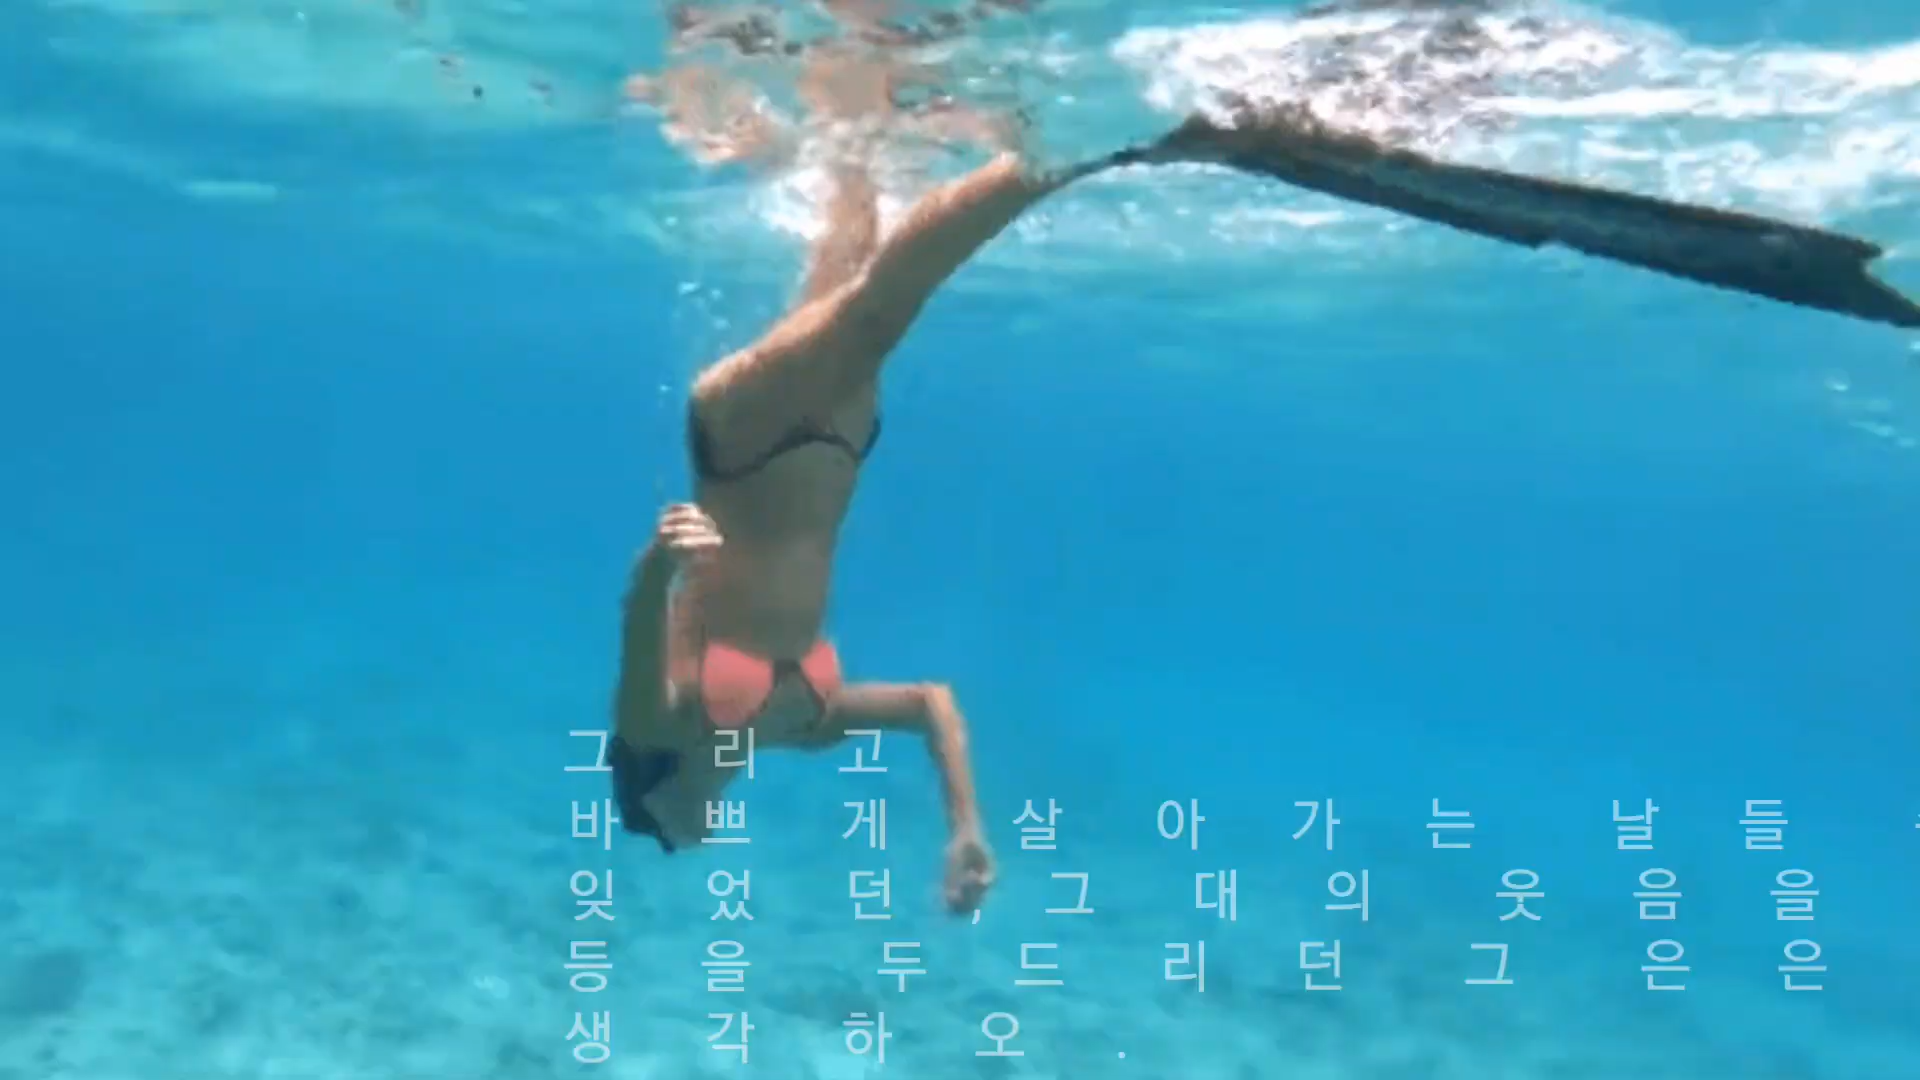 그리고
바쁘게 살아가는 날들
잊었던, 그대의 웃음을
등을 두드리던 그 은은
생각하오.